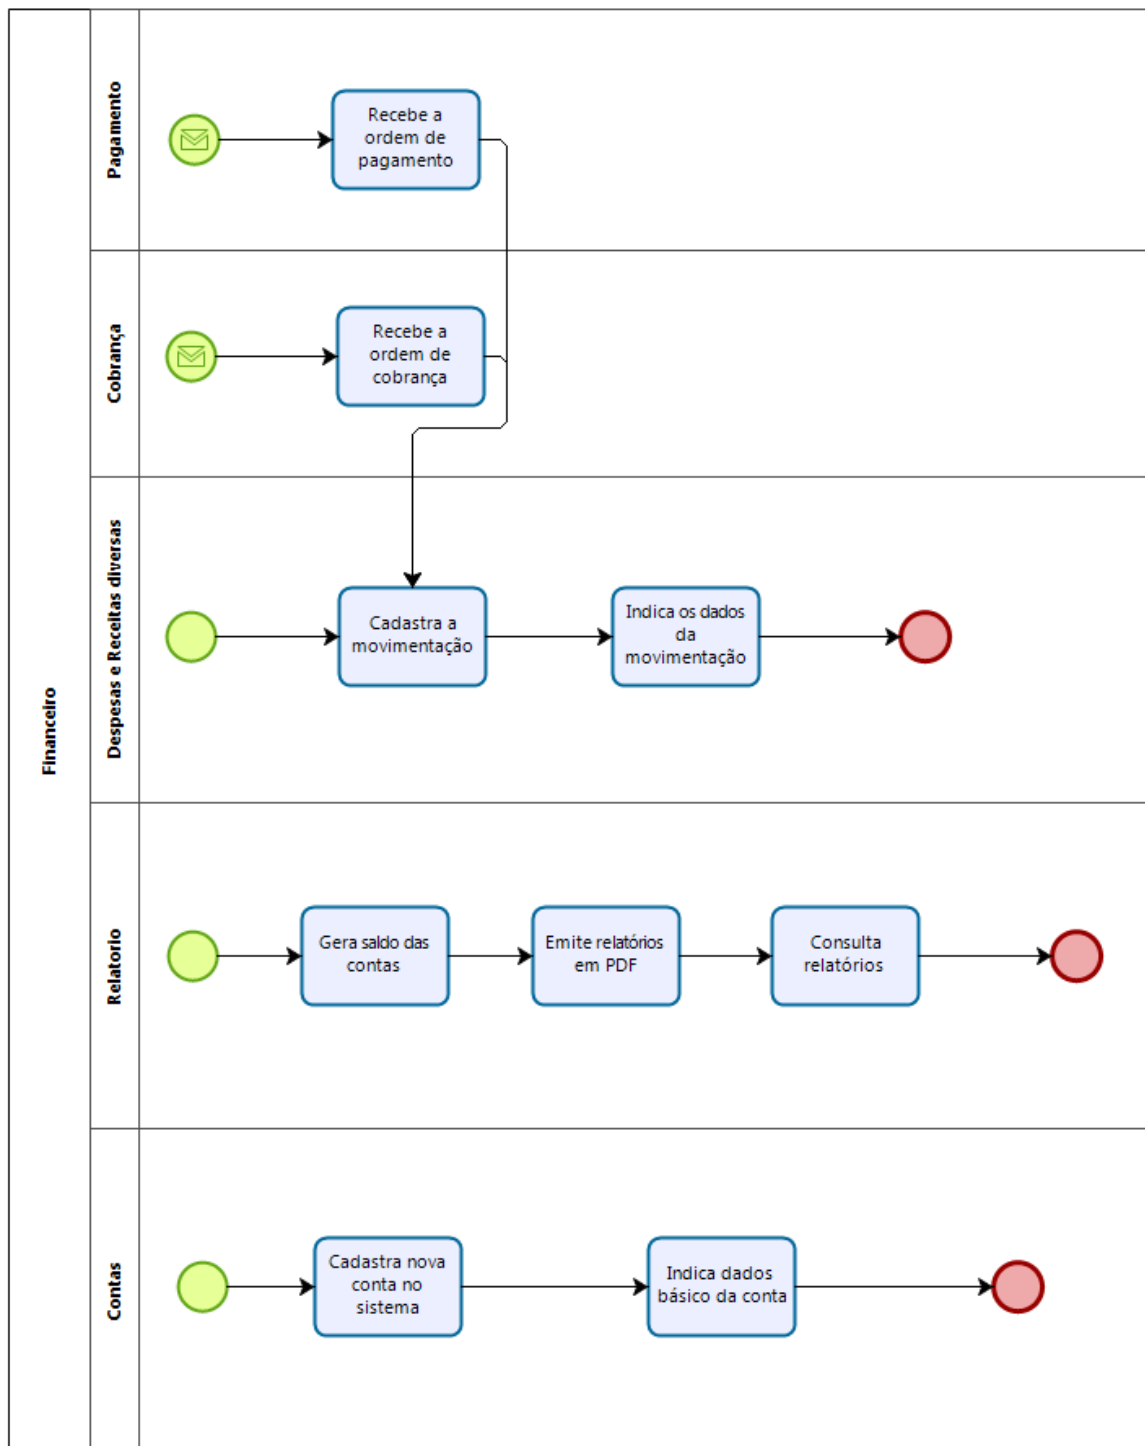 Financeiro
Pagamento
Recebe a
ordem de
pagamento
Cobrança
Recebe a
ordem de
cobrança
Despesas e Receitas diversas
Cadastra a
movimentação
Indica os dados
da
movimentação
Relatorio
Gera saldo das
contas
Emite relatórios
em PDF
Consulta
relatórios
Contas
Cadastra nova
conta no
sistema
Indica dados
básico da conta